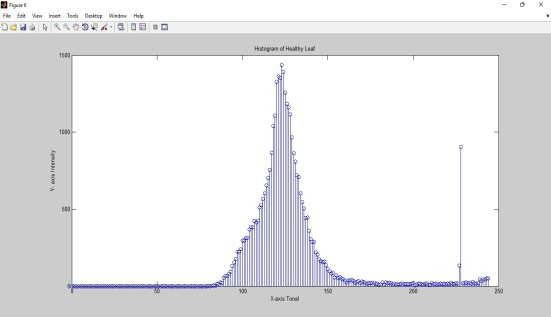 Figure 6
File Edit View Insert Tools Desktop Window Help
Histogram of Healthy Leaf
1500
1000
500
0
Y- axis Intensity
0 50 100 150 200 250
X-axis Tonal